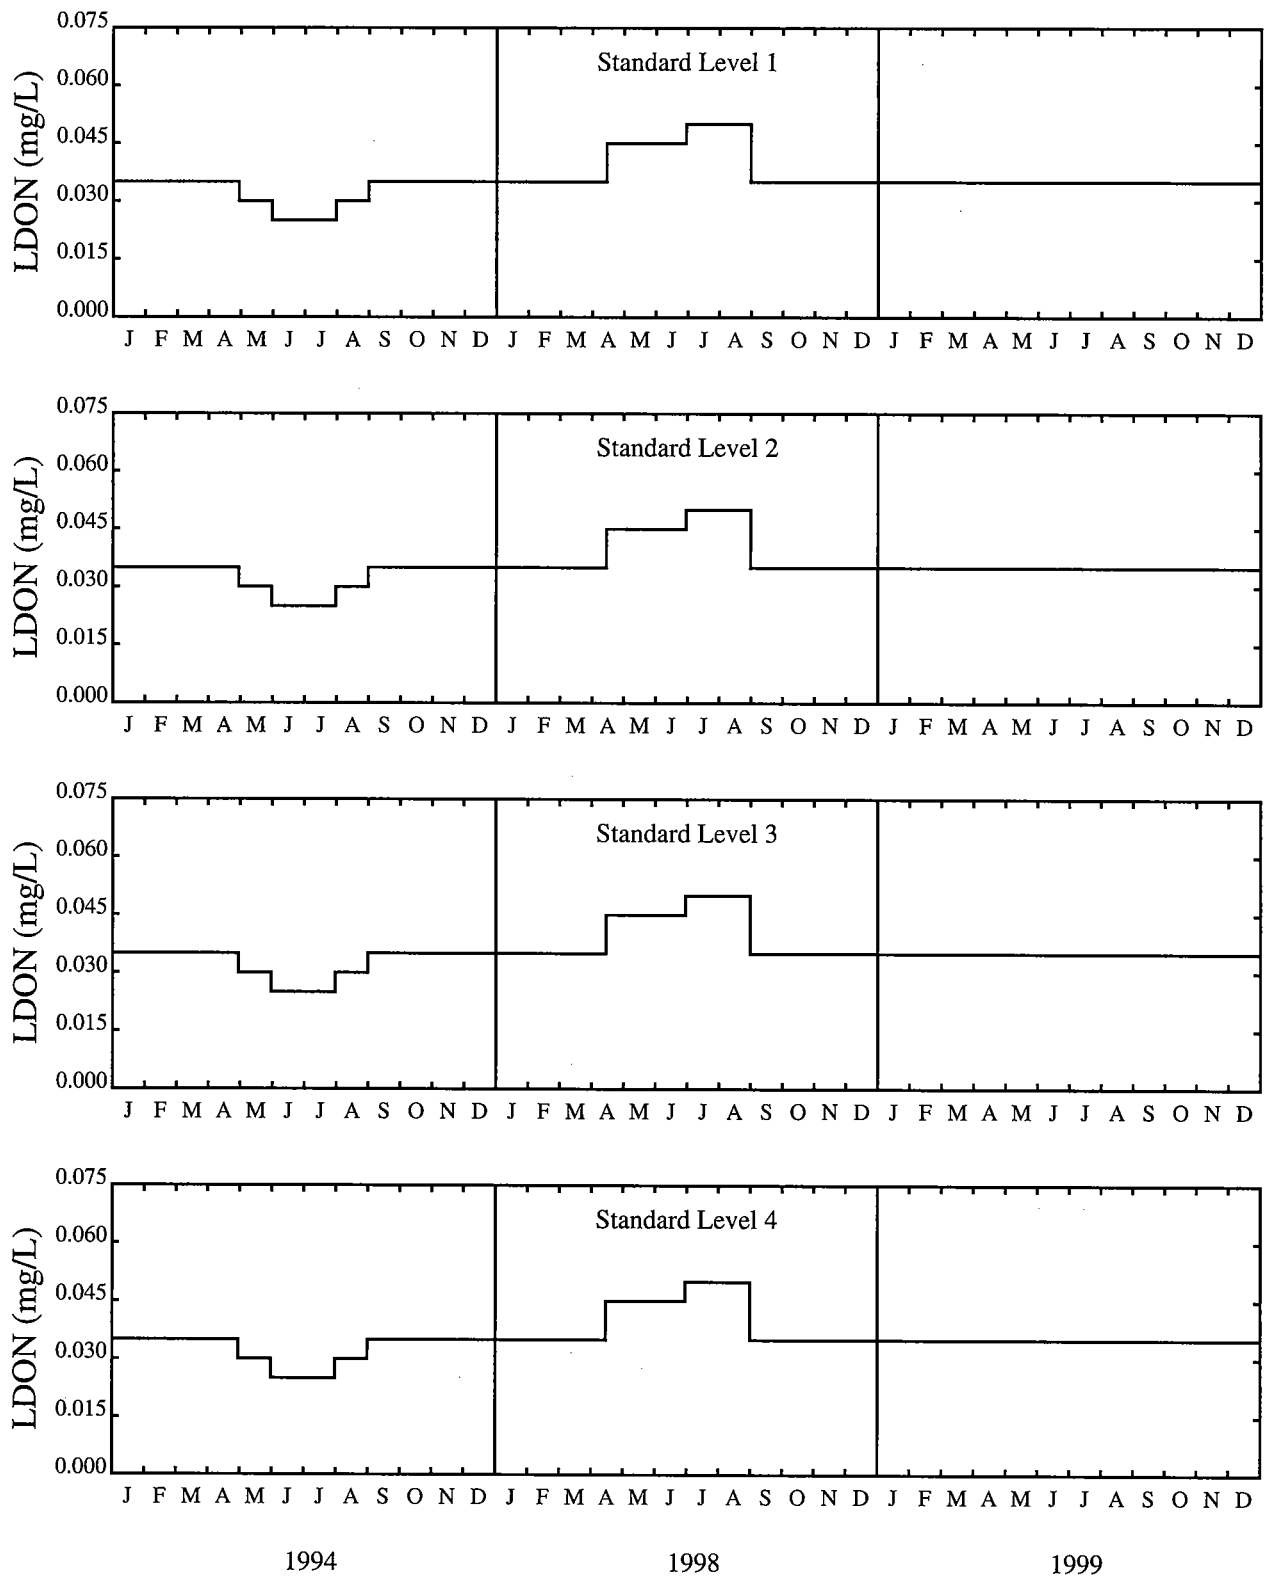 0.075
0.060
0.045
0.030
0.015
0.000
LDON (mg/L)
Standard Level 1
J F M A M J J A S O N D J F M A M J J A S O N D J F M A M J J A S O N D
0.075
0.060
0.045
0.030
0.015
0.000
LDON (mg/L)
Standard Level 2
J F M A M J J A S O N D J F M A M J J A S O N D J F M A M J J A S O N D
0.075
0.060
0.045
0.030
0.015
0.000
LDON (mg/L)
Standard Level 3
J F M A M J J A S O N D J F M A M J J A S O N D J F M A M J J A S O N D
0.075
0.060
0.045
0.030
0.015
0.000
LDON (mg/L)
Standard Level 4
J F M A M J J A S O N D J F M A M J J A S O N D J F M A M J J A S O N D
1994 1998 1999